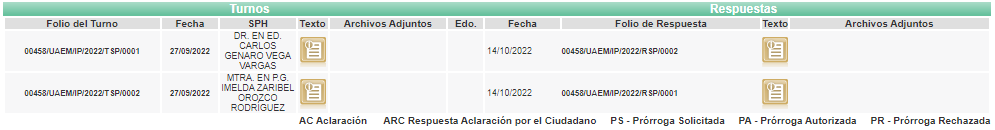 Turnos Respuestas
Folio del Turno Fecha SPH Texto Archivos Adjuntos Edo. Fecha Folio de Respuesta Texto Archivos Adjuntos
00458/UAEM/IP/2022/TSP/0001 27/09/2022 DR. EN ED. CARLOS GENARO VEGA VARGAS 14/10/2022 00458/UAEM/IP/2022/RSP/0002
00458/UAEM/IP/2022/TSP/0002 27/09/2022 MTRA. EN P.G. IMELDA ZARIBEL OROZCO RODRIGUEZ 14/10/2022 00458/UAEM/IP/2022/RSP/0001
AC Aclaración ARC Respuesta Aclaración por el Ciudadano PS - Prórroga Solicitada PA - Prórroga Autorizada PR - Prórroga Rechazada